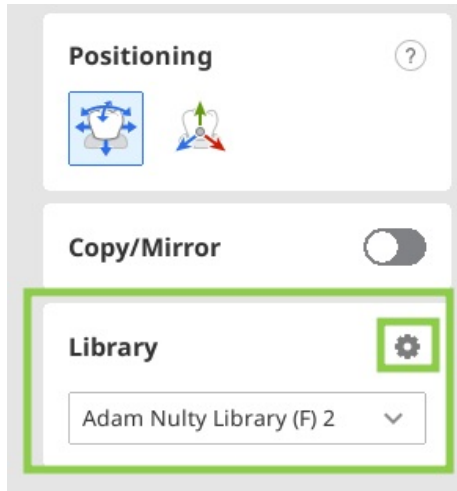 Positioning
?
Copy/Mirror
Library
Adam Nulty Library (F) 2